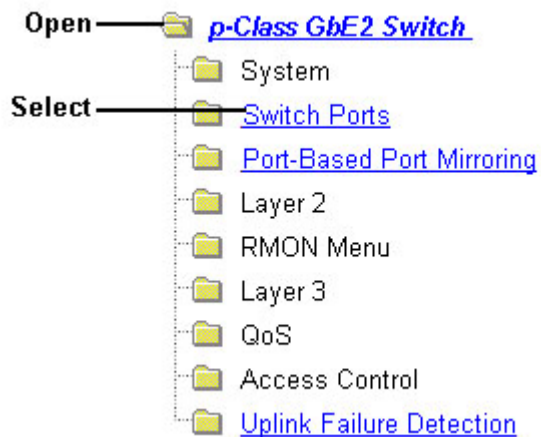 Open p-Class GbE2 Switch
System
Select Switch Ports
Port-Based Port Mirroring
Layer 2
RMON Menu
Layer 3
QoS
Access Control
Uplink Failure Detection